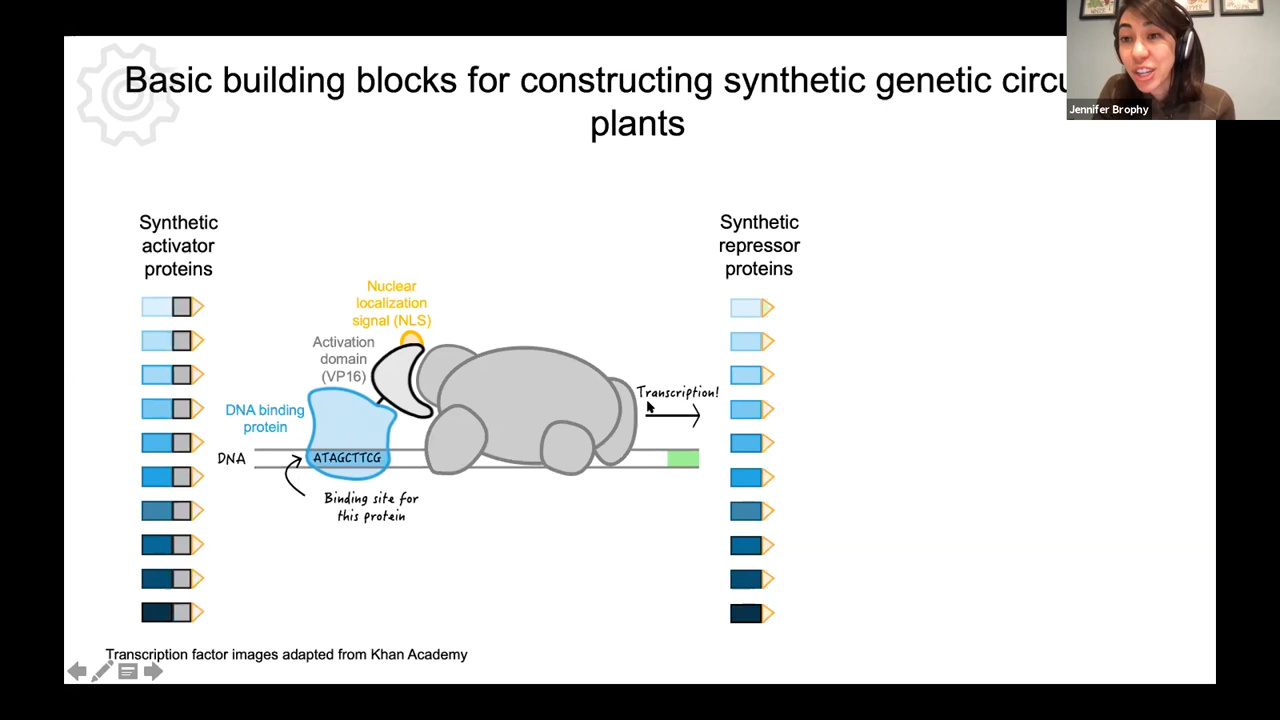 Basic building blocks for constructing synthetic genetic circu
plants
Jennifer Brophy
Synthetic
activator
proteins
Nuclear
localization
signal (NLS)
Activation
domain
(VP16)
DNA binding
protein
DNA
ATAGCTTCG
Binding site for
this protein
Transcription!
Synthetic
repressor
proteins
Transcription factor images adapted from Khan Academy